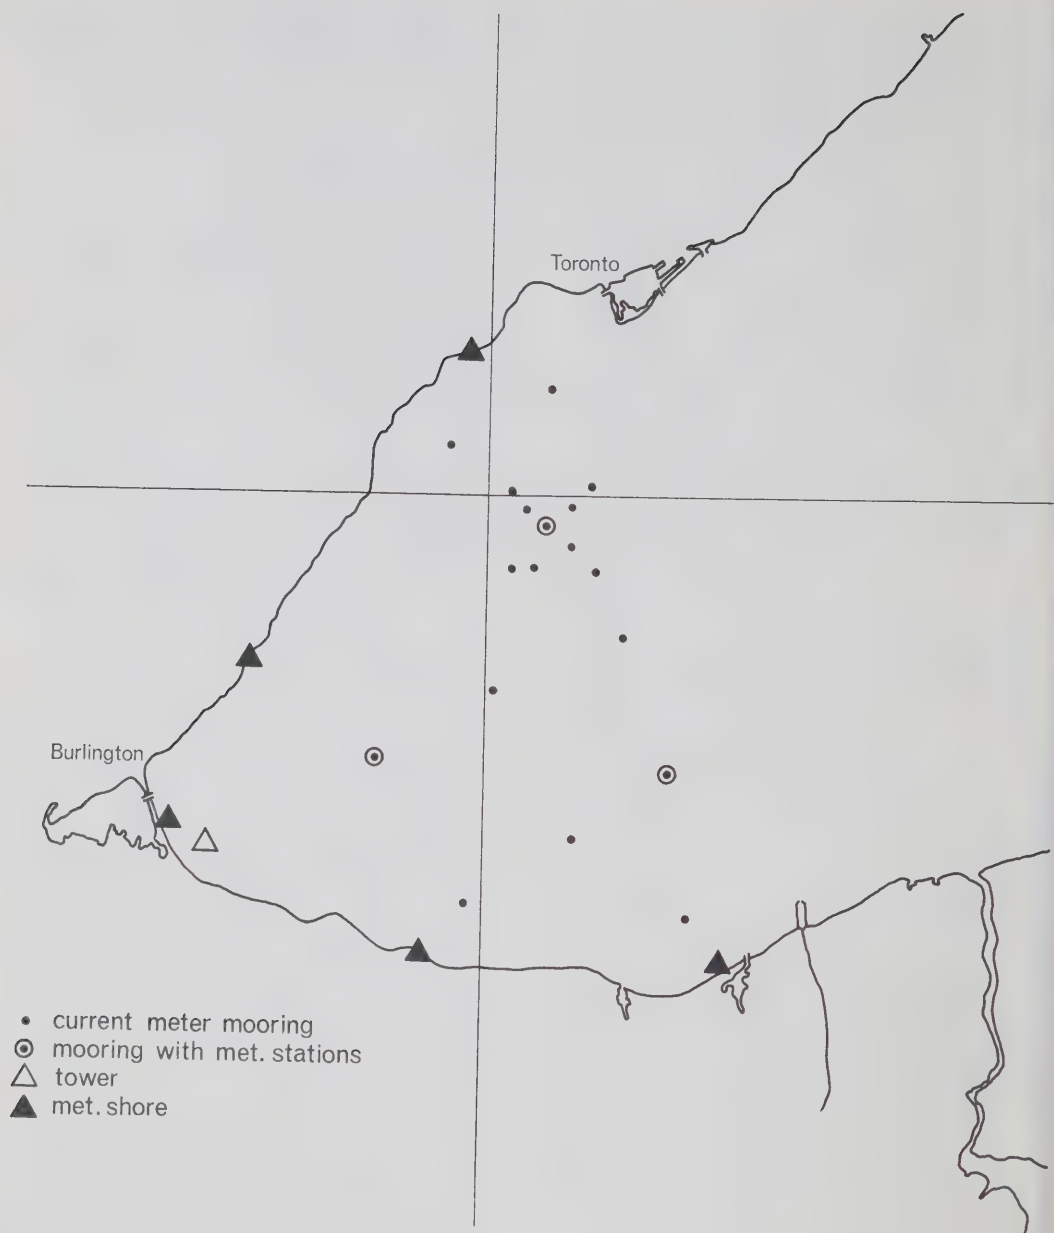 Toronto
Burlington
current meter mooring
mooring with met. stations
tower
met. shore